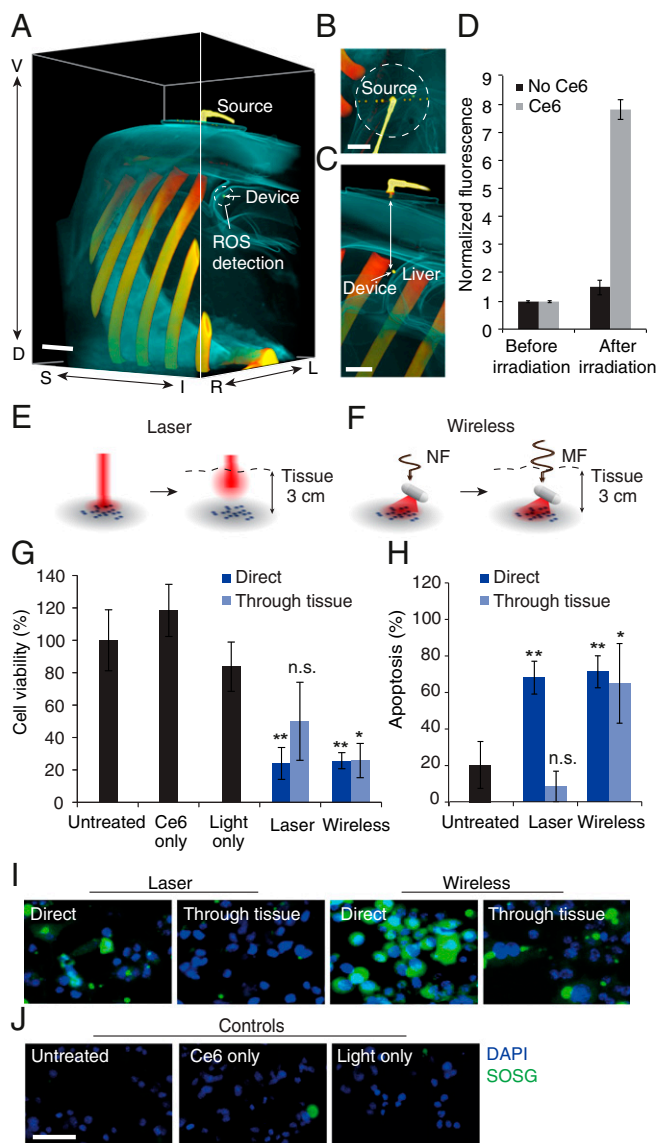 A
V
Source
Device
ROS
detection
D
S
I
R
L
B
Source
C
Device
Liver
D
No Ce6
Ce6
Normalized fluorescence
9
8
7
6
5
4
3
2
1
0
Before
irradiation
After
irradiation
E
Laser
Tissue
3 cm
F
Wireless
NF
MF
Tissue
3 cm
G
Direct
Through tissue
Cell viability (%)
140
120
100
80
60
40
20
0
n.s.
**
**
*
Untreated
Ce6
only
Light
only
Laser
Wireless
H
Direct
Through tissue
Apoptosis (%)
120
80
60
40
20
0
**
n.s.
**
*
Untreated
Laser
Wireless
I
Laser
Wireless
Direct
Through tissue
Direct
Through tissue
J
Controls
Untreated
Ce6 only
Light only
DAPI
SOSG